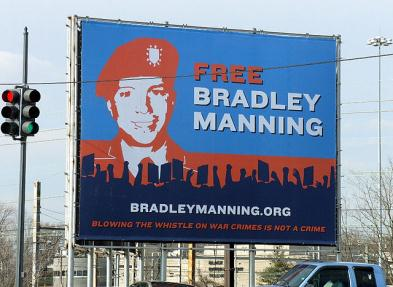 FREE
BRADLEY
MANNING
BRADLEYMANNING.ORG
BLOWING THE WHISTLE ON WAR CRIMES IS NOT A CRIME